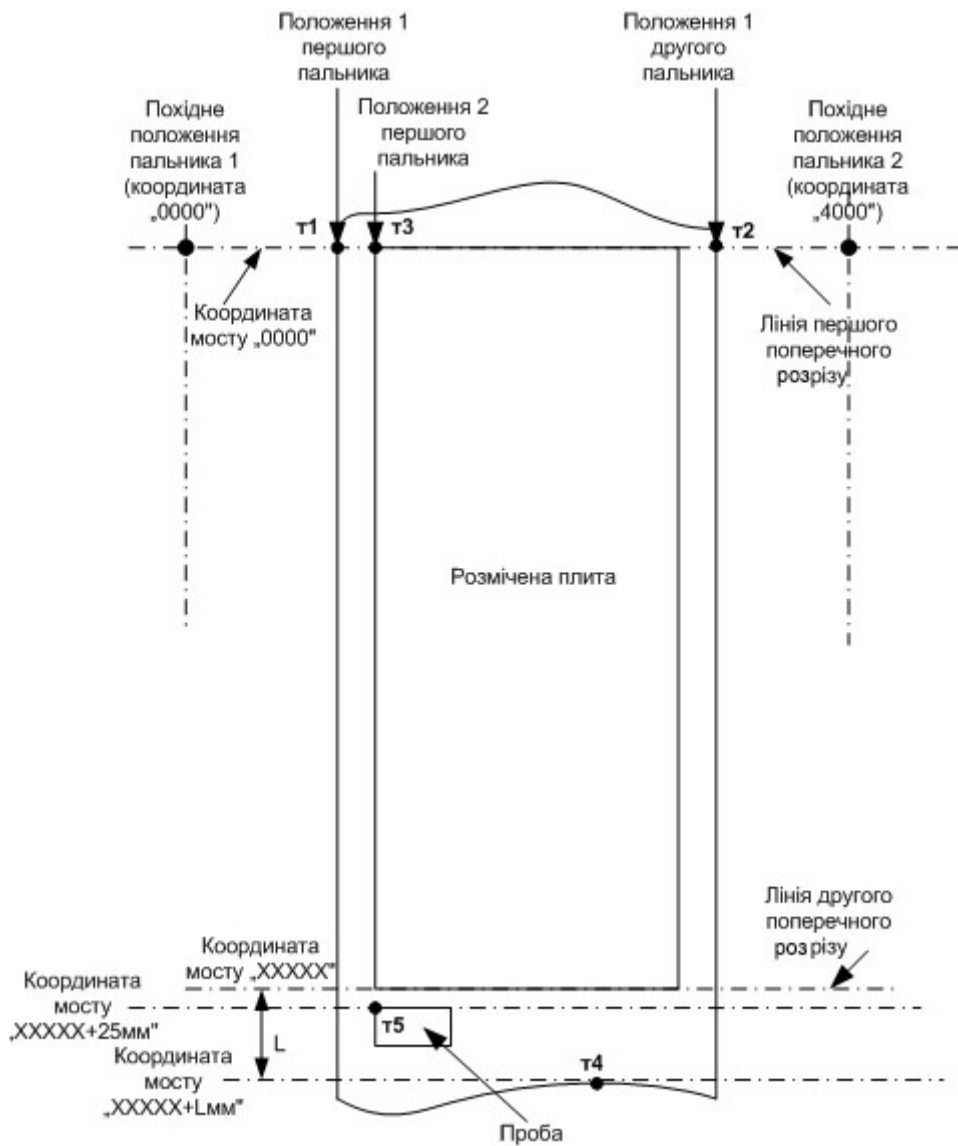 Положення 1
першого
пальника
Положення 1
другого
пальника
Похідне
положення
пальника 1
(координата
„0000")
Положення 2
першого
пальника
Похідне
положення
пальника 2
(координата
„4000")
т1
т3
т2
Координата
мосту „0000"
Лінія першого
поперечного
розрізу
Розмічена плита
Лінія другого
поперечного
розрізу
Координата
мосту „XXXXX"
Координата
мосту
„XXXXX+25мм"
т5
L
т4
Координата
мосту
„XXXXX+Lмм"
Проба